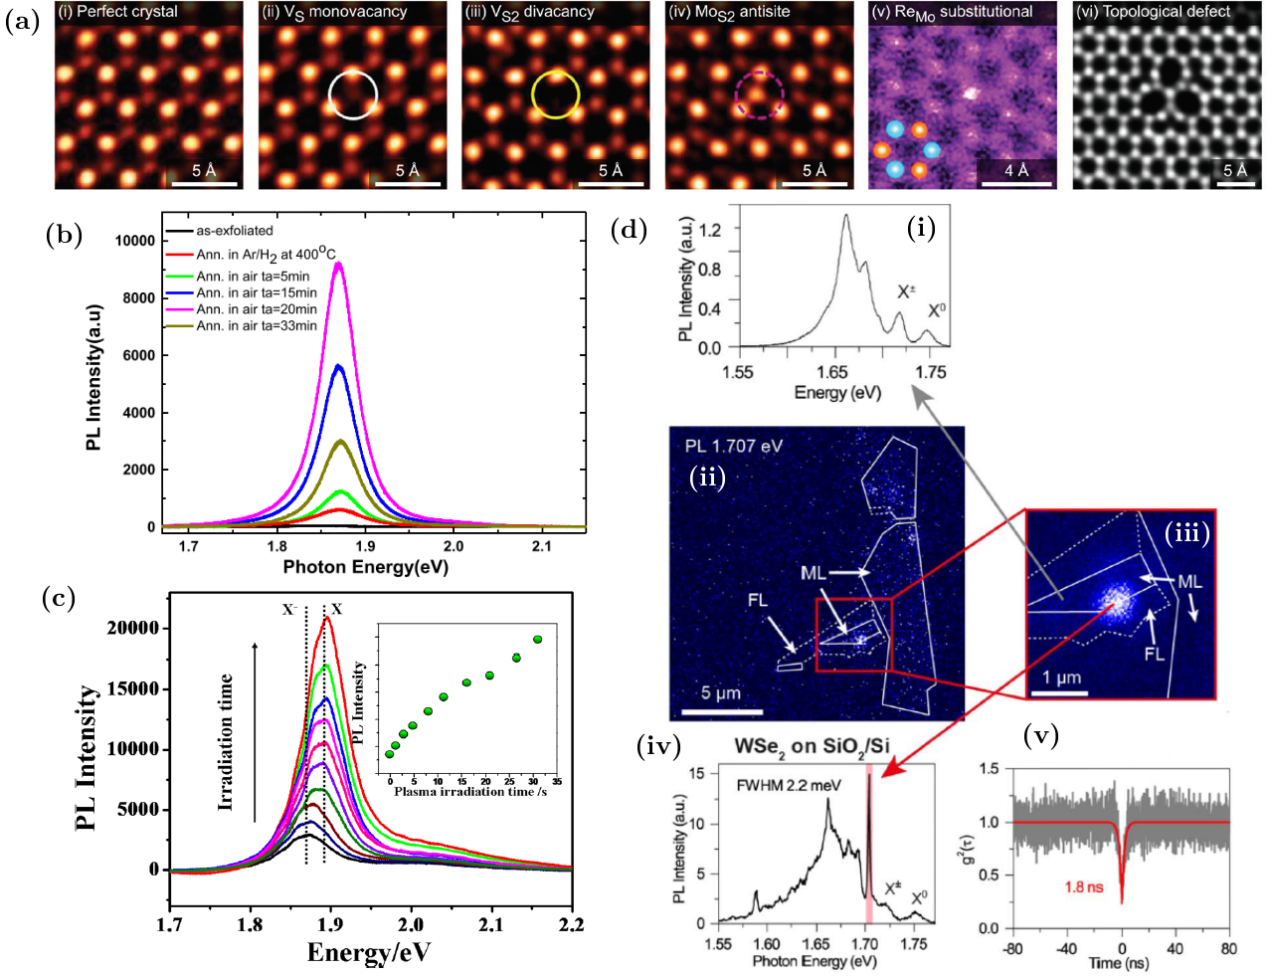 (a)
(i) Perfect crystal
(ii) V_S monovacancy
(iii) V_S2 divacancy
(iv) Mo_S2 antisite
(v) Re_Mo substitutional
(vi) Topological defect
5 Å
5 Å
5 Å
5 Å
4 Å
5 Å
(b)
as-exfoliated
Ann. in Ar/H2 at 400°C
Ann. in air ta=5min
Ann. in air ta=15min
Ann. in air ta=20min
Ann. in air ta=33min
10000
8000
6000
4000
2000
0
PL Intensity(a.u)
1.7 1.8 1.9 2.0 2.1
Photon Energy(eV)
(c)
X⁻ X
20000
15000
10000
5000
0
PL Intensity
Irradiation time
PL Intensity
0 5 10 15 20 25 30 35
Plasma irradiation time /s
1.7 1.8 1.9 2.0 2.1 2.2
Energy/eV
(d)
(i)
1.2
0.8
0.4
0.0
PL Intensity (a.u.)
X±
X⁰
1.55 1.65 1.75
Energy (eV)
PL 1.707 eV
(ii)
ML
FL
5 µm
(iii)
ML
FL
1 µm
(iv)
WSe2 on SiO2/Si
FWHM 2.2 meV
15
10
5
0
PL Intensity (a.u.)
X±
X⁰
1.55 1.60 1.65 1.70 1.75
Photon Energy (eV)
(v)
1.5
1.0
0.5
0.0
g²(τ)
1.8 ns
-80 -40 0 40 80
Time (ns)